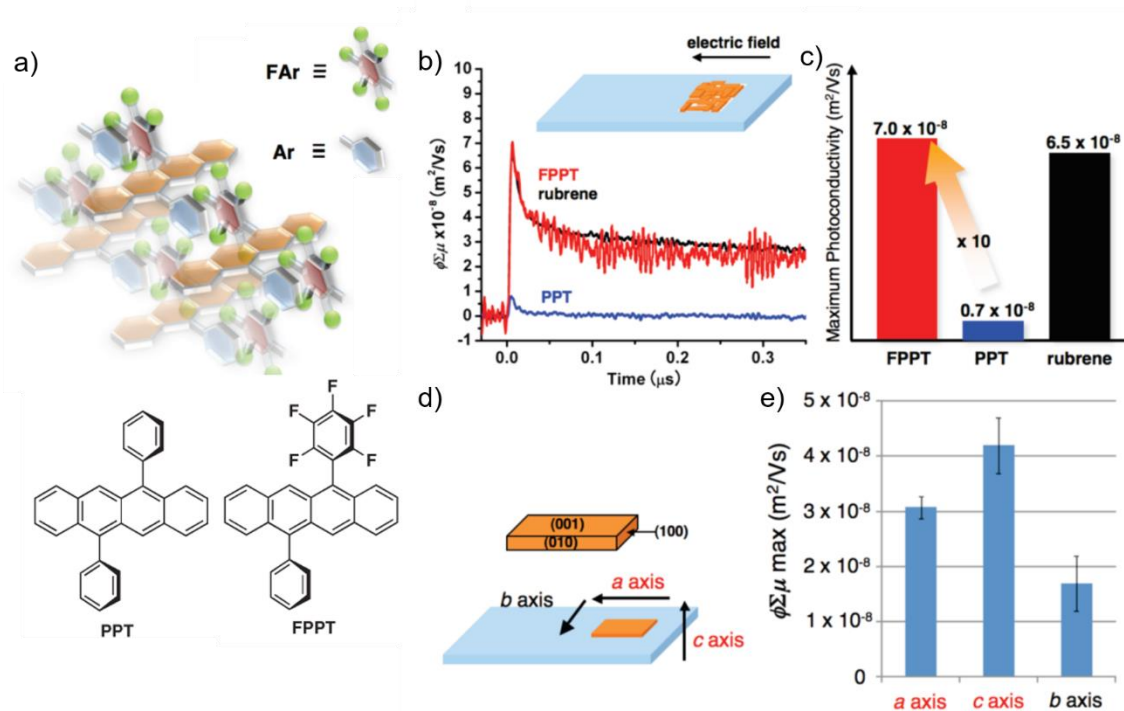 a)
FAr ≡
Ar ≡
F
F
F
F
F
PPT
FPPT
b)
electric field
ϕΣμ x10⁻⁸ (m²/Vs)
10
9
8
7
6
5
4
3
2
1
0
-1
FPPT
rubrene
PPT
0.0
0.1
0.2
0.3
Time (μs)
c)
Maximum Photoconductivity (m²/Vs)
7.0 x 10⁻⁸
6.5 x 10⁻⁸
x 10
0.7 x 10⁻⁸
FPPT
PPT
rubrene
d)
(001)
(010)
(100)
a axis
b axis
c axis
e)
ϕΣμ max (m²/Vs)
5 x 10⁻⁸
4 x 10⁻⁸
3 x 10⁻⁸
2 x 10⁻⁸
1 x 10⁻⁸
0
a axis
c axis
b axis